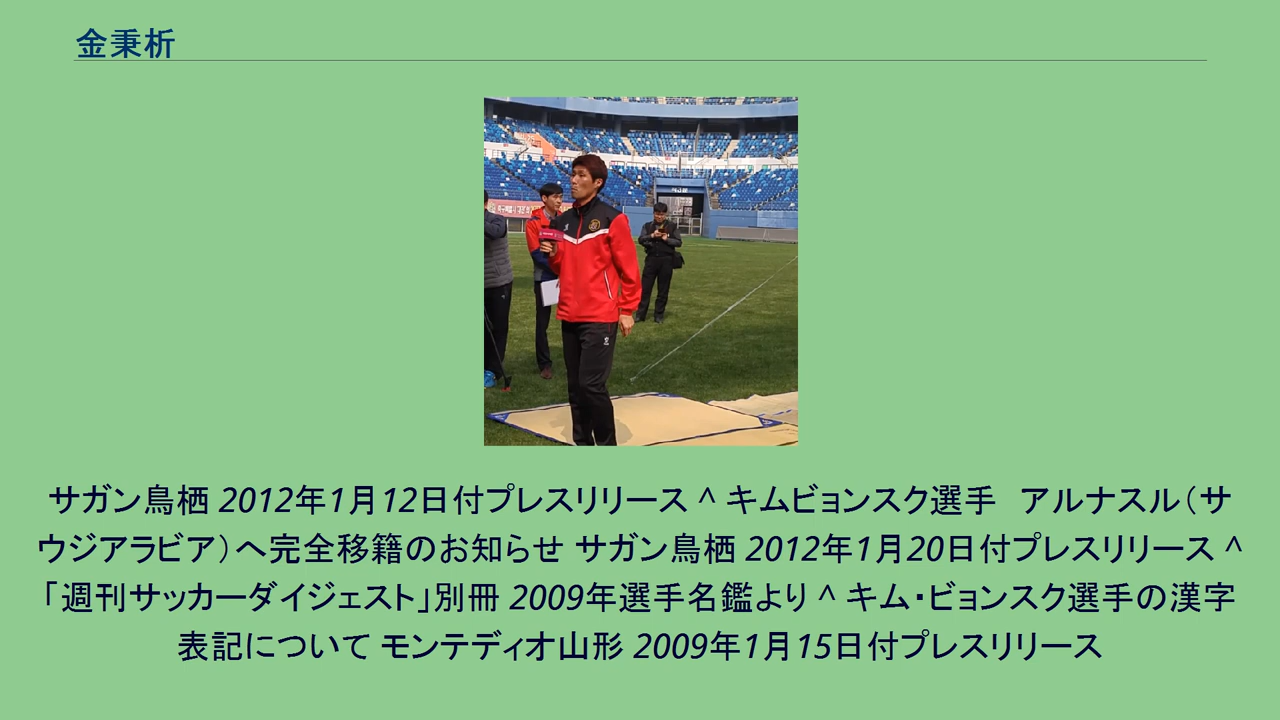 金秉析
サガン鳥栖 2012年1月12日付プレスリリース ^ キムビョンスク選手　アルナスル（サ
ウジアラビア）へ完全移籍のお知らせ サガン鳥栖 2012年1月20日付プレスリリース ^
「週刊サッカーダイジェスト」別冊 2009年選手名鑑より ^ キム・ビョンスク選手の漢字
表記について モンテディオ山形 2009年1月15日付プレスリリース